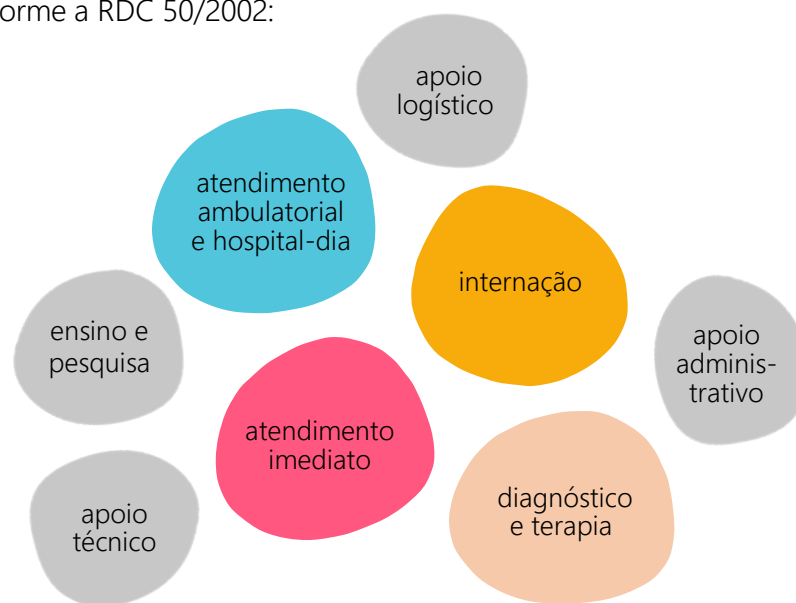 orme a RDC 50/2002:
apoio
logístico
atendimento
ambulatorial
e hospital-dia
internação
ensino e
pesquisa
apoio
adminis-
trativo
atendimento
imediato
diagnóstico
e terapia
apoio
técnico